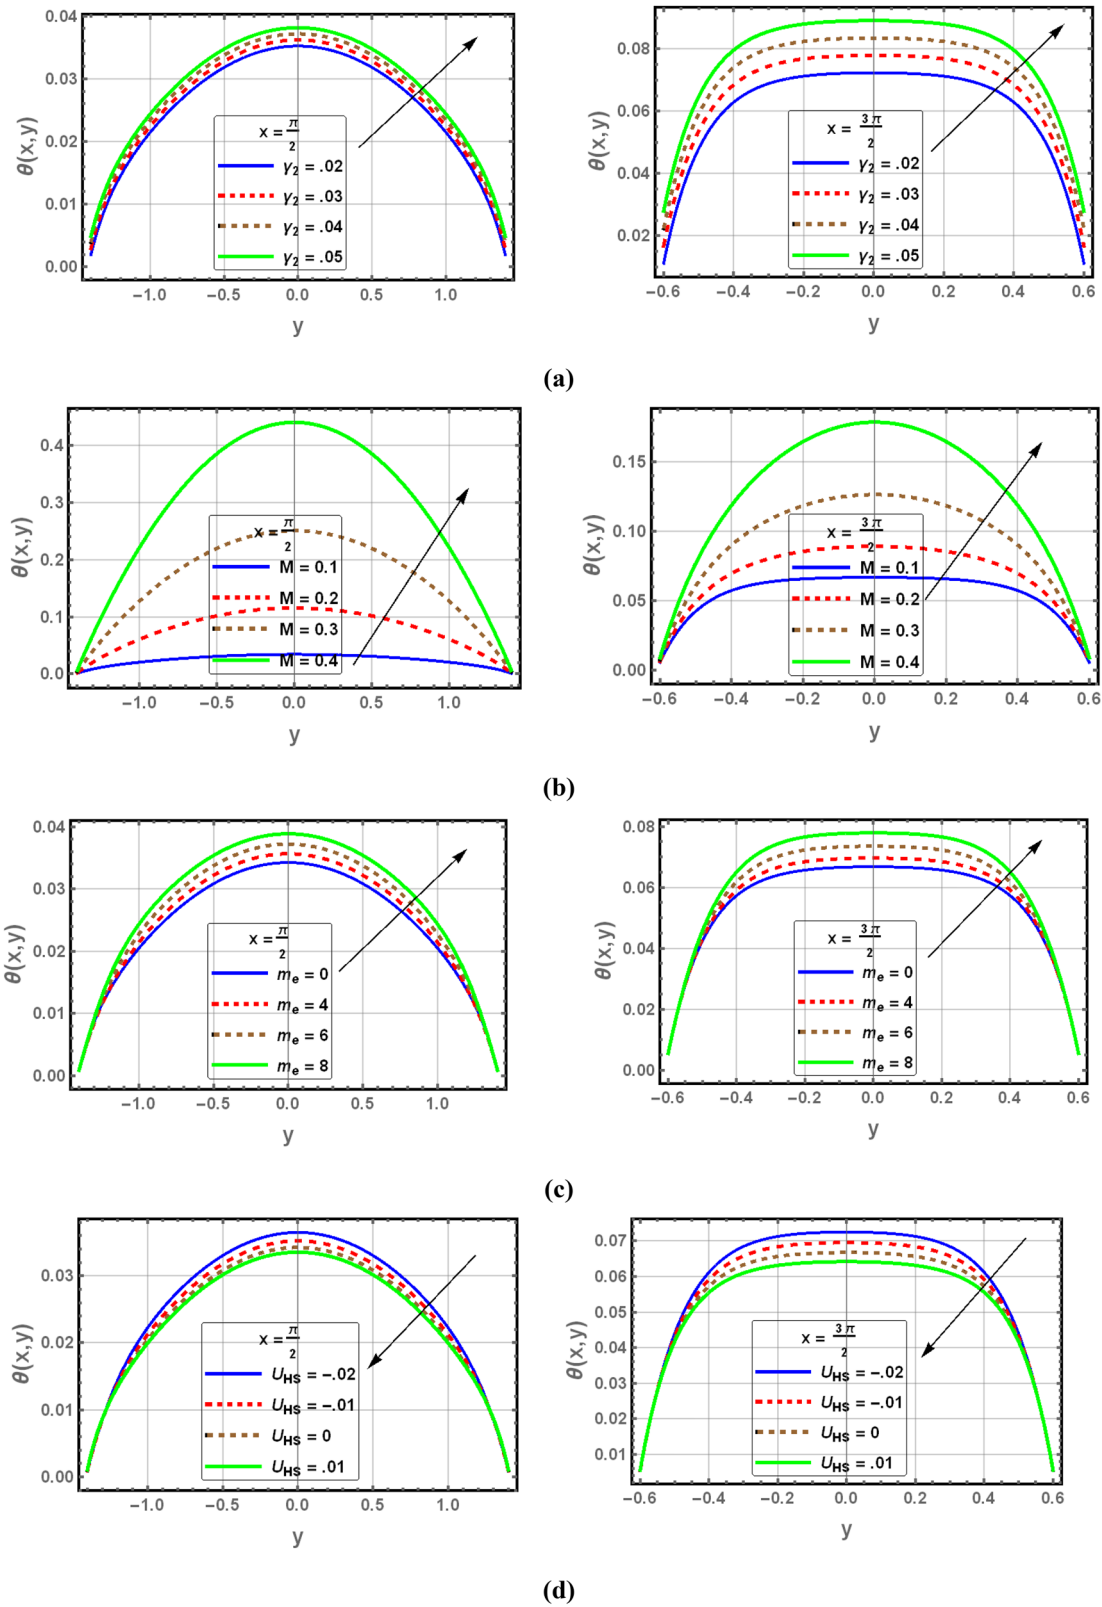 0.04
0.03
0.02
0.01
0.00
θ(x,y)
x = π/2
γ₂ = .02
γ₂ = .03
γ₂ = .04
γ₂ = .05
−1.0 −0.5 0.0 0.5 1.0
y
0.08
0.06
0.04
0.02
θ(x,y)
x = 3π/2
γ₂ = .02
γ₂ = .03
γ₂ = .04
γ₂ = .05
−0.6 −0.4 −0.2 0.0 0.2 0.4 0.6
y
(a)
0.4
0.3
0.2
0.1
0.0
θ(x,y)
x = π/2
M = 0.1
M = 0.2
M = 0.3
M = 0.4
−1.0 −0.5 0.0 0.5 1.0
y
0.15
0.10
0.05
0.00
θ(x,y)
x = 3π/2
M = 0.1
M = 0.2
M = 0.3
M = 0.4
−0.6 −0.4 −0.2 0.0 0.2 0.4 0.6
y
(b)
0.04
0.03
0.02
0.01
0.00
θ(x,y)
x = π/2
mₑ = 0
mₑ = 4
mₑ = 6
mₑ = 8
−1.0 −0.5 0.0 0.5 1.0
y
0.08
0.06
0.04
0.02
0.00
θ(x,y)
x = 3π/2
mₑ = 0
mₑ = 4
mₑ = 6
mₑ = 8
−0.6 −0.4 −0.2 0.0 0.2 0.4 0.6
y
(c)
0.03
0.02
0.01
0.00
θ(x,y)
x = π/2
U_HS = −.02
U_HS = −.01
U_HS = 0
U_HS = .01
−1.0 −0.5 0.0 0.5 1.0
y
0.07
0.06
0.05
0.04
0.03
0.02
0.01
θ(x,y)
x = 3π/2
U_HS = −.02
U_HS = −.01
U_HS = 0
U_HS = .01
−0.6 −0.4 −0.2 0.0 0.2 0.4 0.6
y
(d)